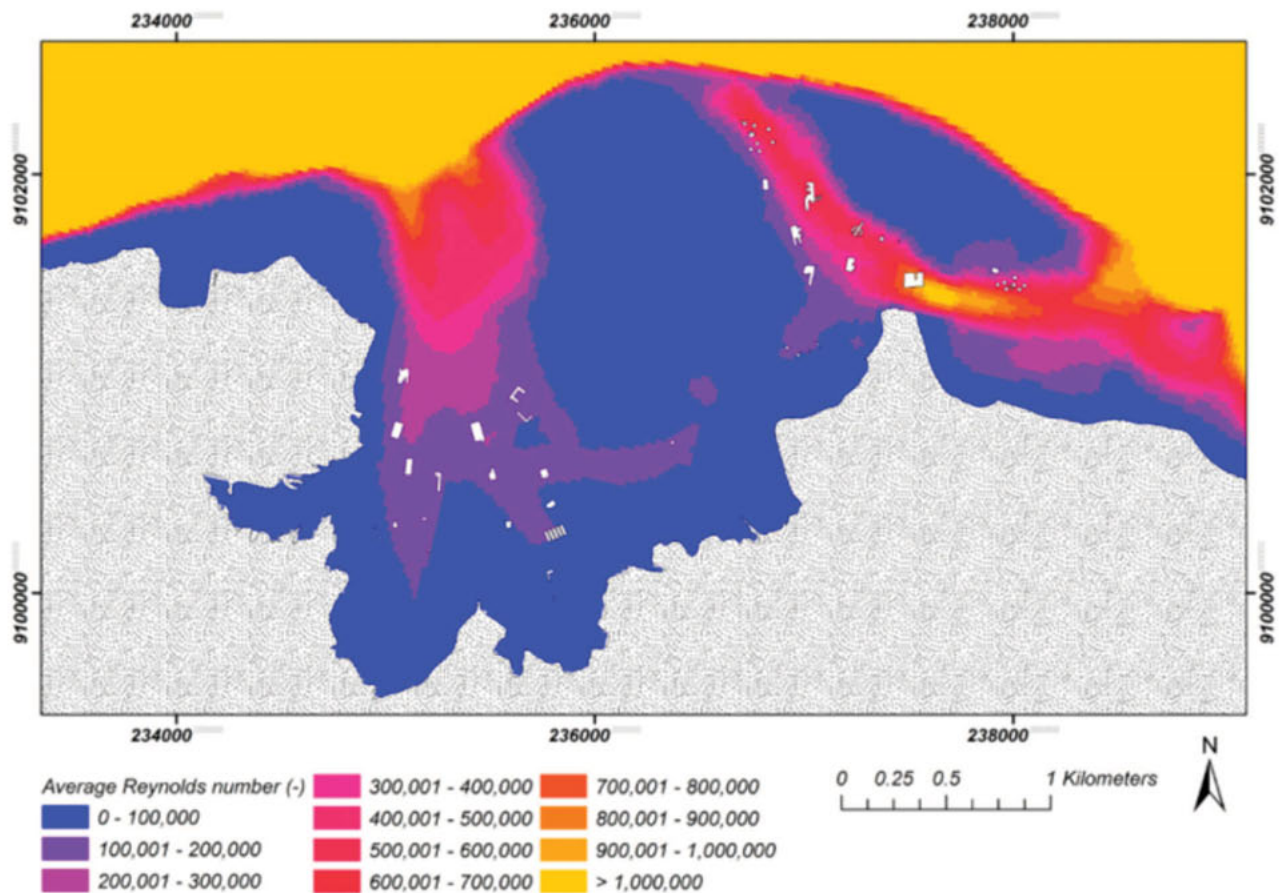 234000 236000 238000
9102000 9102000
9100000 9100000
234000 236000 238000
Average Reynolds number (-)
0 - 100,000
100,001 - 200,000
200,001 - 300,000
300,001 - 400,000
400,001 - 500,000
500,001 - 600,000
600,001 - 700,000
700,001 - 800,000
800,001 - 900,000
900,001 - 1,000,000
> 1,000,000
0 0.25 0.5 1 Kilometers
N